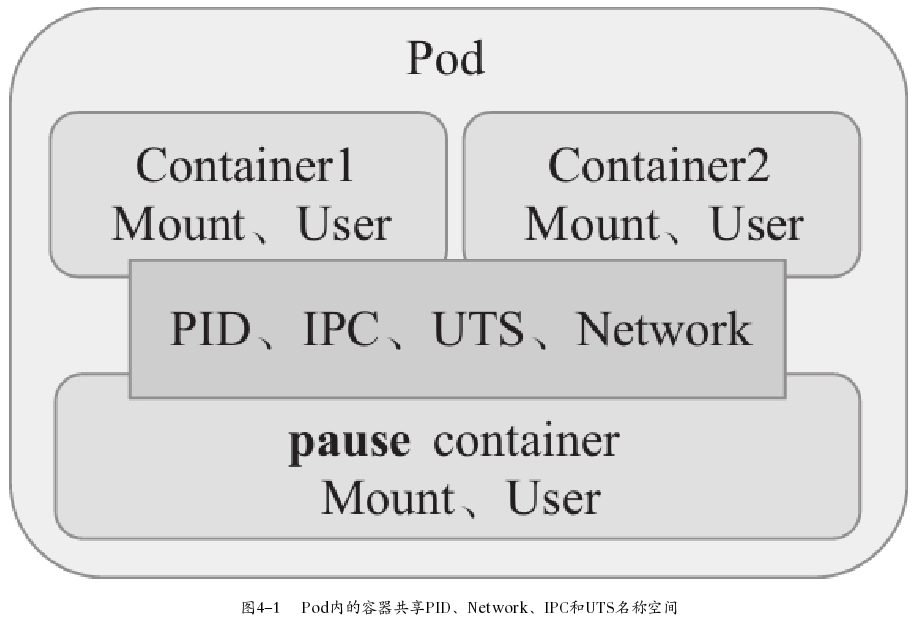 Pod
Container1
Mount、User
Container2
Mount、User
PID、IPC、UTS、Network
pause container
Mount、User
图4–1 Pod内的容器共享PID、Network、IPC和UTS名称空间